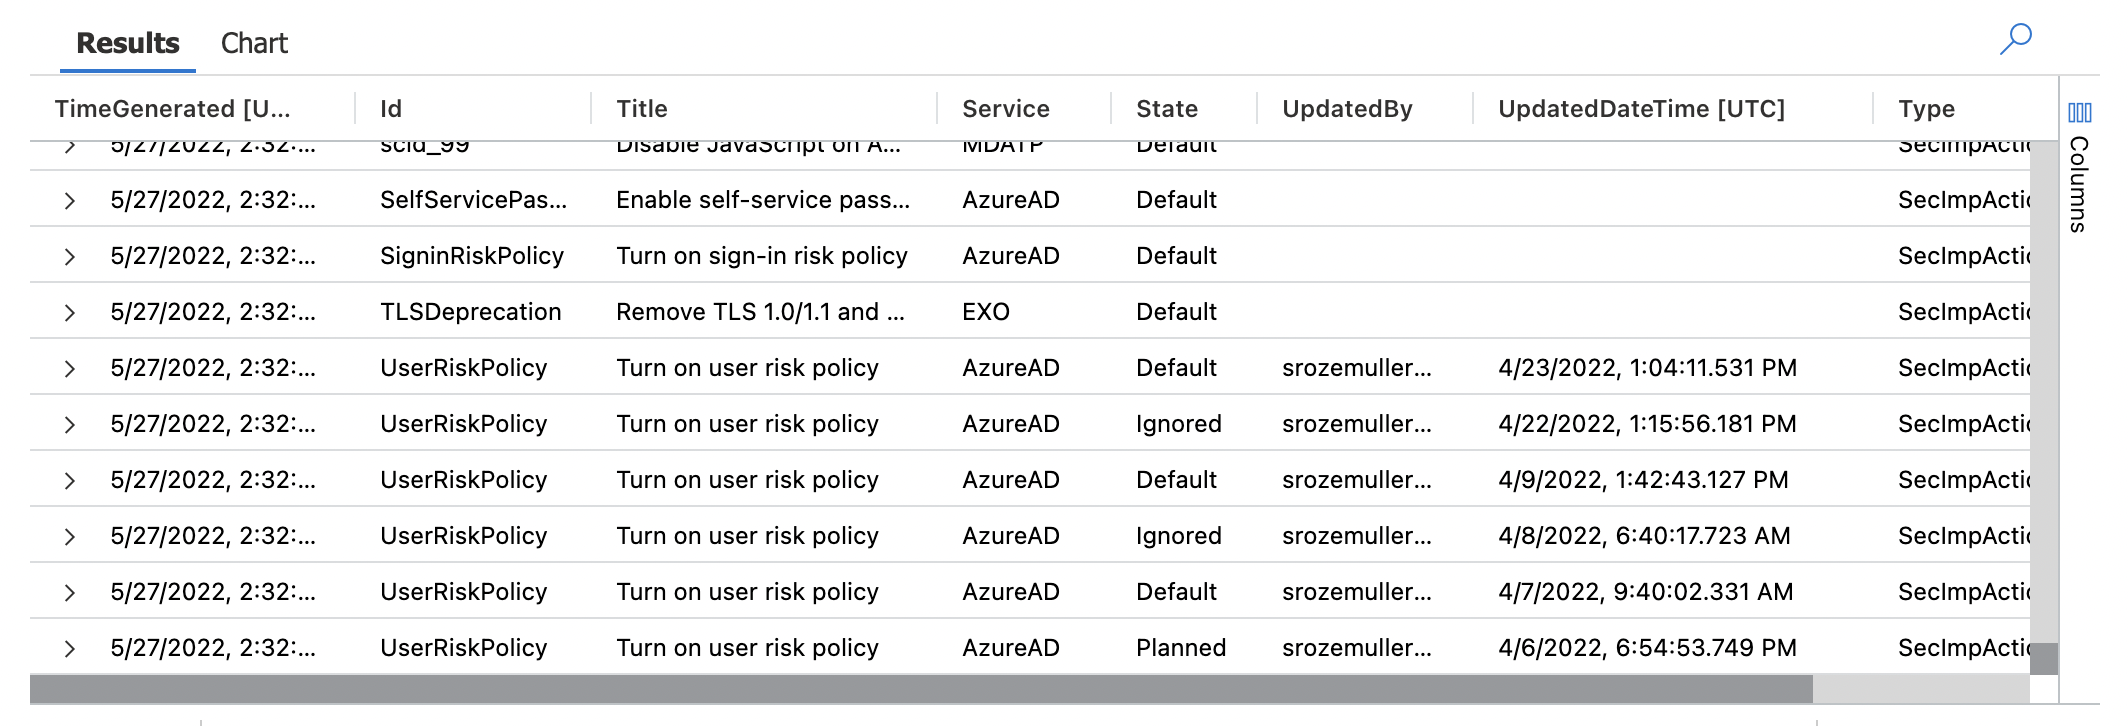 Results Chart
TimeGenerated [U... Id Title Service State UpdatedBy UpdatedDateTime [UTC] Type
5/27/2022, 2:32:... scid_99 Disable JavaScript on A... MDATP Default SecImpActio
5/27/2022, 2:32:... SelfServicePas... Enable self-service pass... AzureAD Default SecImpActio
5/27/2022, 2:32:... SigninRiskPolicy Turn on sign-in risk policy AzureAD Default SecImpActio
5/27/2022, 2:32:... TLSDeprecation Remove TLS 1.0/1.1 and ... EXO Default SecImpActio
5/27/2022, 2:32:... UserRiskPolicy Turn on user risk policy AzureAD Default srozemuller... 4/23/2022, 1:04:11.531 PM SecImpActio
5/27/2022, 2:32:... UserRiskPolicy Turn on user risk policy AzureAD Ignored srozemuller... 4/22/2022, 1:15:56.181 PM SecImpActio
5/27/2022, 2:32:... UserRiskPolicy Turn on user risk policy AzureAD Default srozemuller... 4/9/2022, 1:42:43.127 PM SecImpActio
5/27/2022, 2:32:... UserRiskPolicy Turn on user risk policy AzureAD Ignored srozemuller... 4/8/2022, 6:40:17.723 AM SecImpActio
5/27/2022, 2:32:... UserRiskPolicy Turn on user risk policy AzureAD Default srozemuller... 4/7/2022, 9:40:02.331 AM SecImpActio
5/27/2022, 2:32:... UserRiskPolicy Turn on user risk policy AzureAD Planned srozemuller... 4/6/2022, 6:54:53.749 PM SecImpActio
Columns